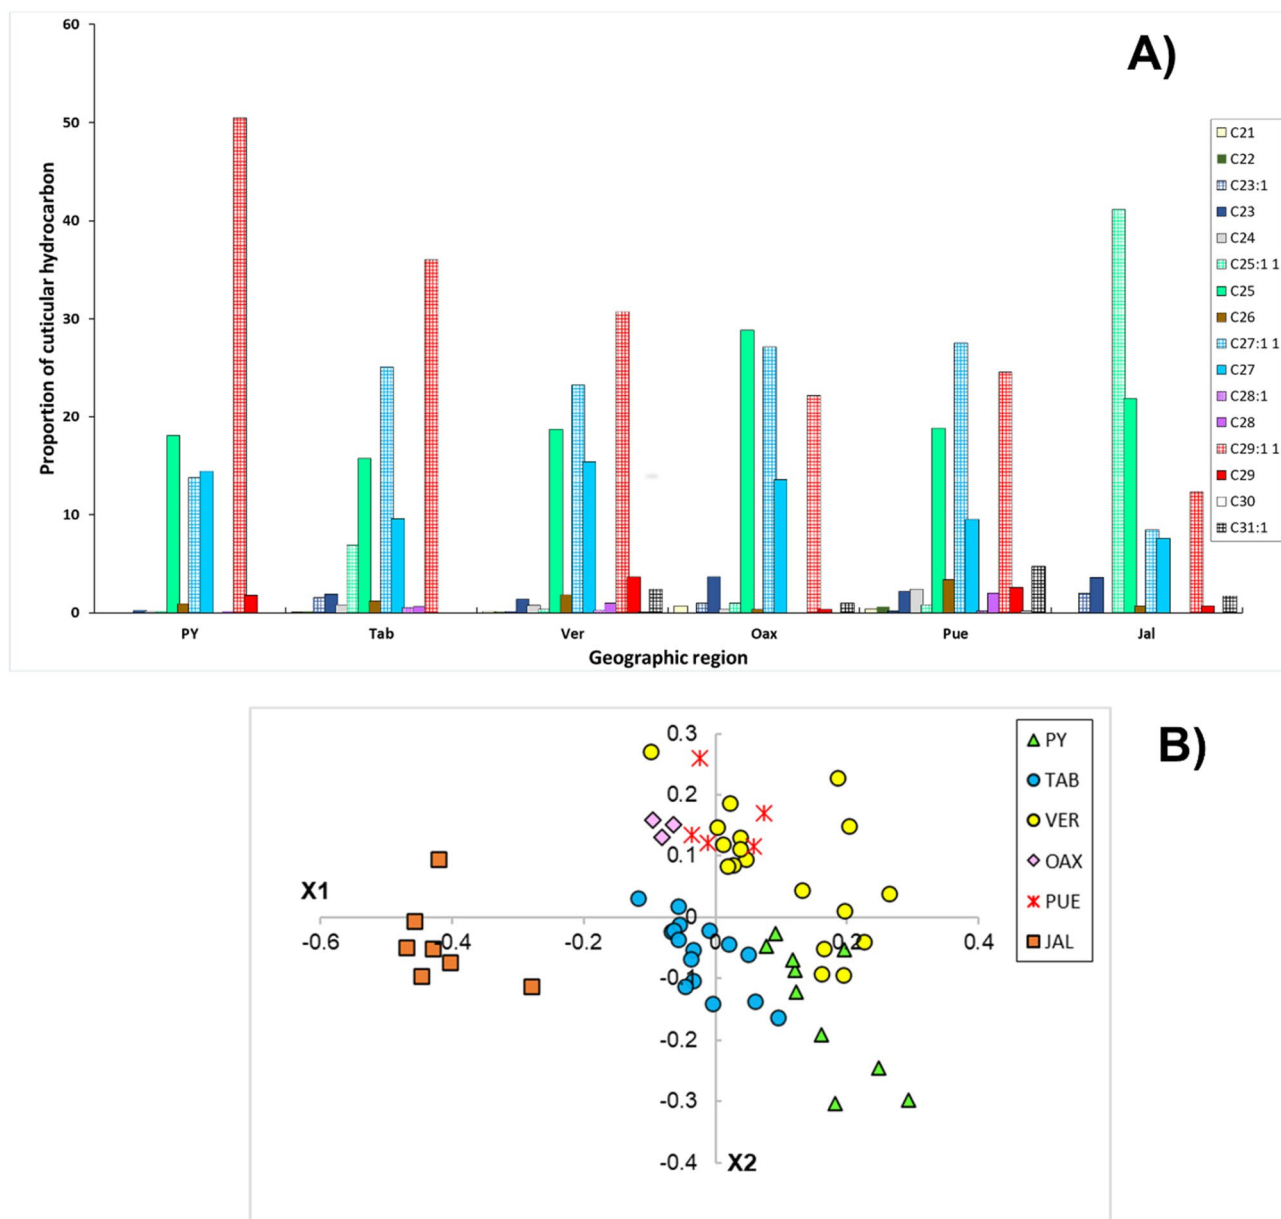 A)
Proportion of cuticular hydrocarbon
60
50
40
30
20
10
0
PY Tab Ver Oax Pue Jal
Geographic region
C21
C22
C23:1
C23
C24
C25:1 1
C25
C26
C27:1 1
C27
C28:1
C28
C29:1 1
C29
C30
C31:1
B)
X1
0.3
0.2
0.1
0
-0.6 -0.4 -0.2 0 0.2 0.4
-0.1
-0.2
-0.3
-0.4
X2
PY
TAB
VER
OAX
PUE
JAL